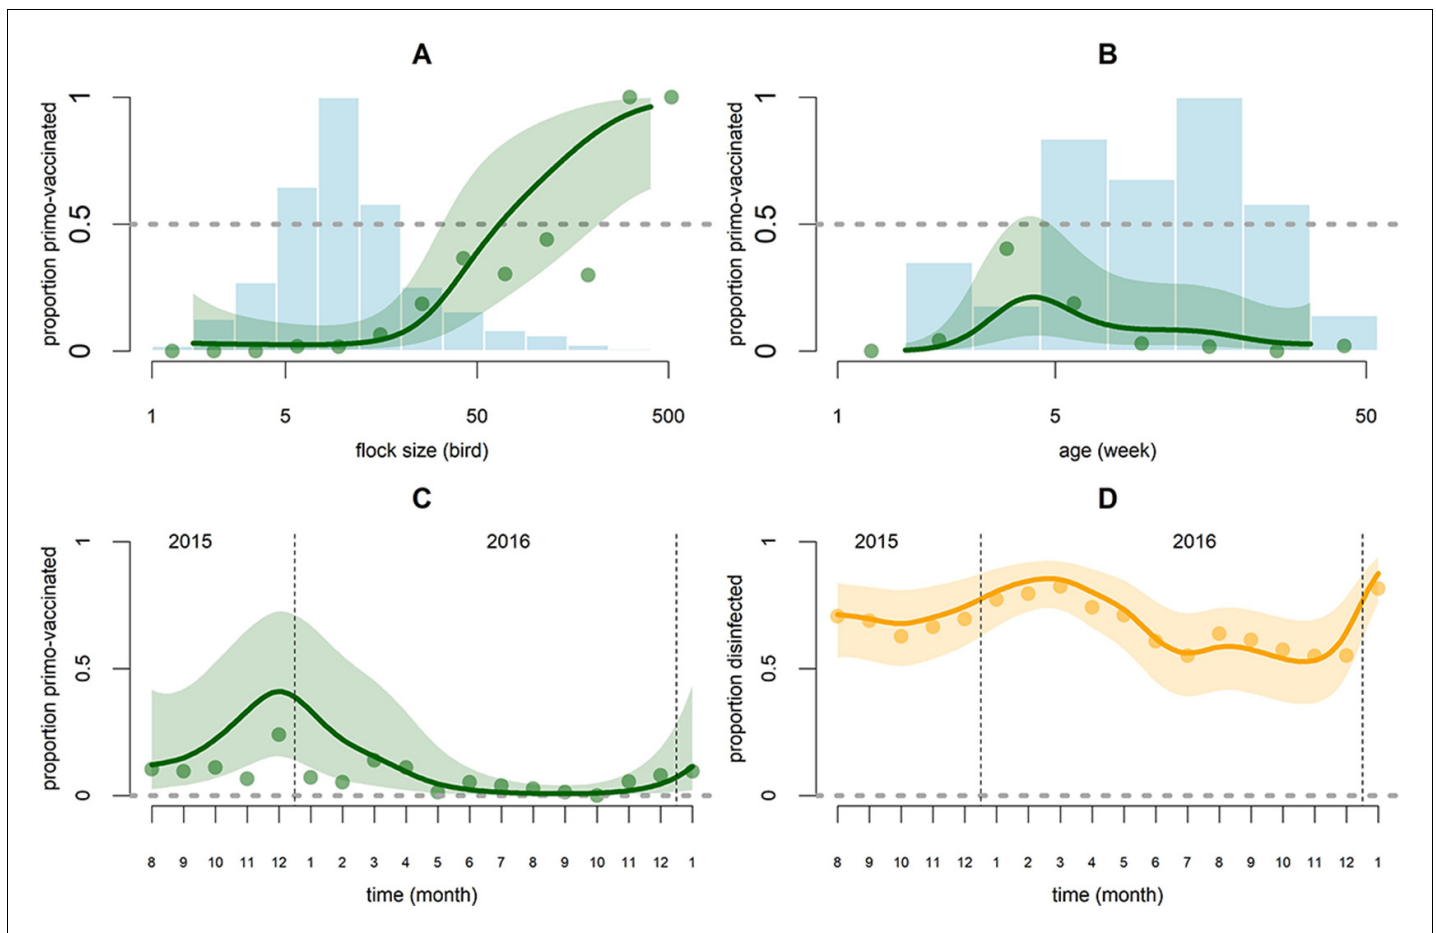 A
proportion primo-vaccinated
1
0.5
0
1 5 50 500
flock size (bird)
B
proportion primo-vaccinated
1
0.5
0
1 5 50
age (week)
C
2015 2016
proportion primo-vaccinated
1
0.5
0
8 9 10 11 12 1 2 3 4 5 6 7 8 9 10 11 12 1
time (month)
D
2015 2016
proportion disinfected
1
0.5
0
8 9 10 11 12 1 2 3 4 5 6 7 8 9 10 11 12 1
time (month)